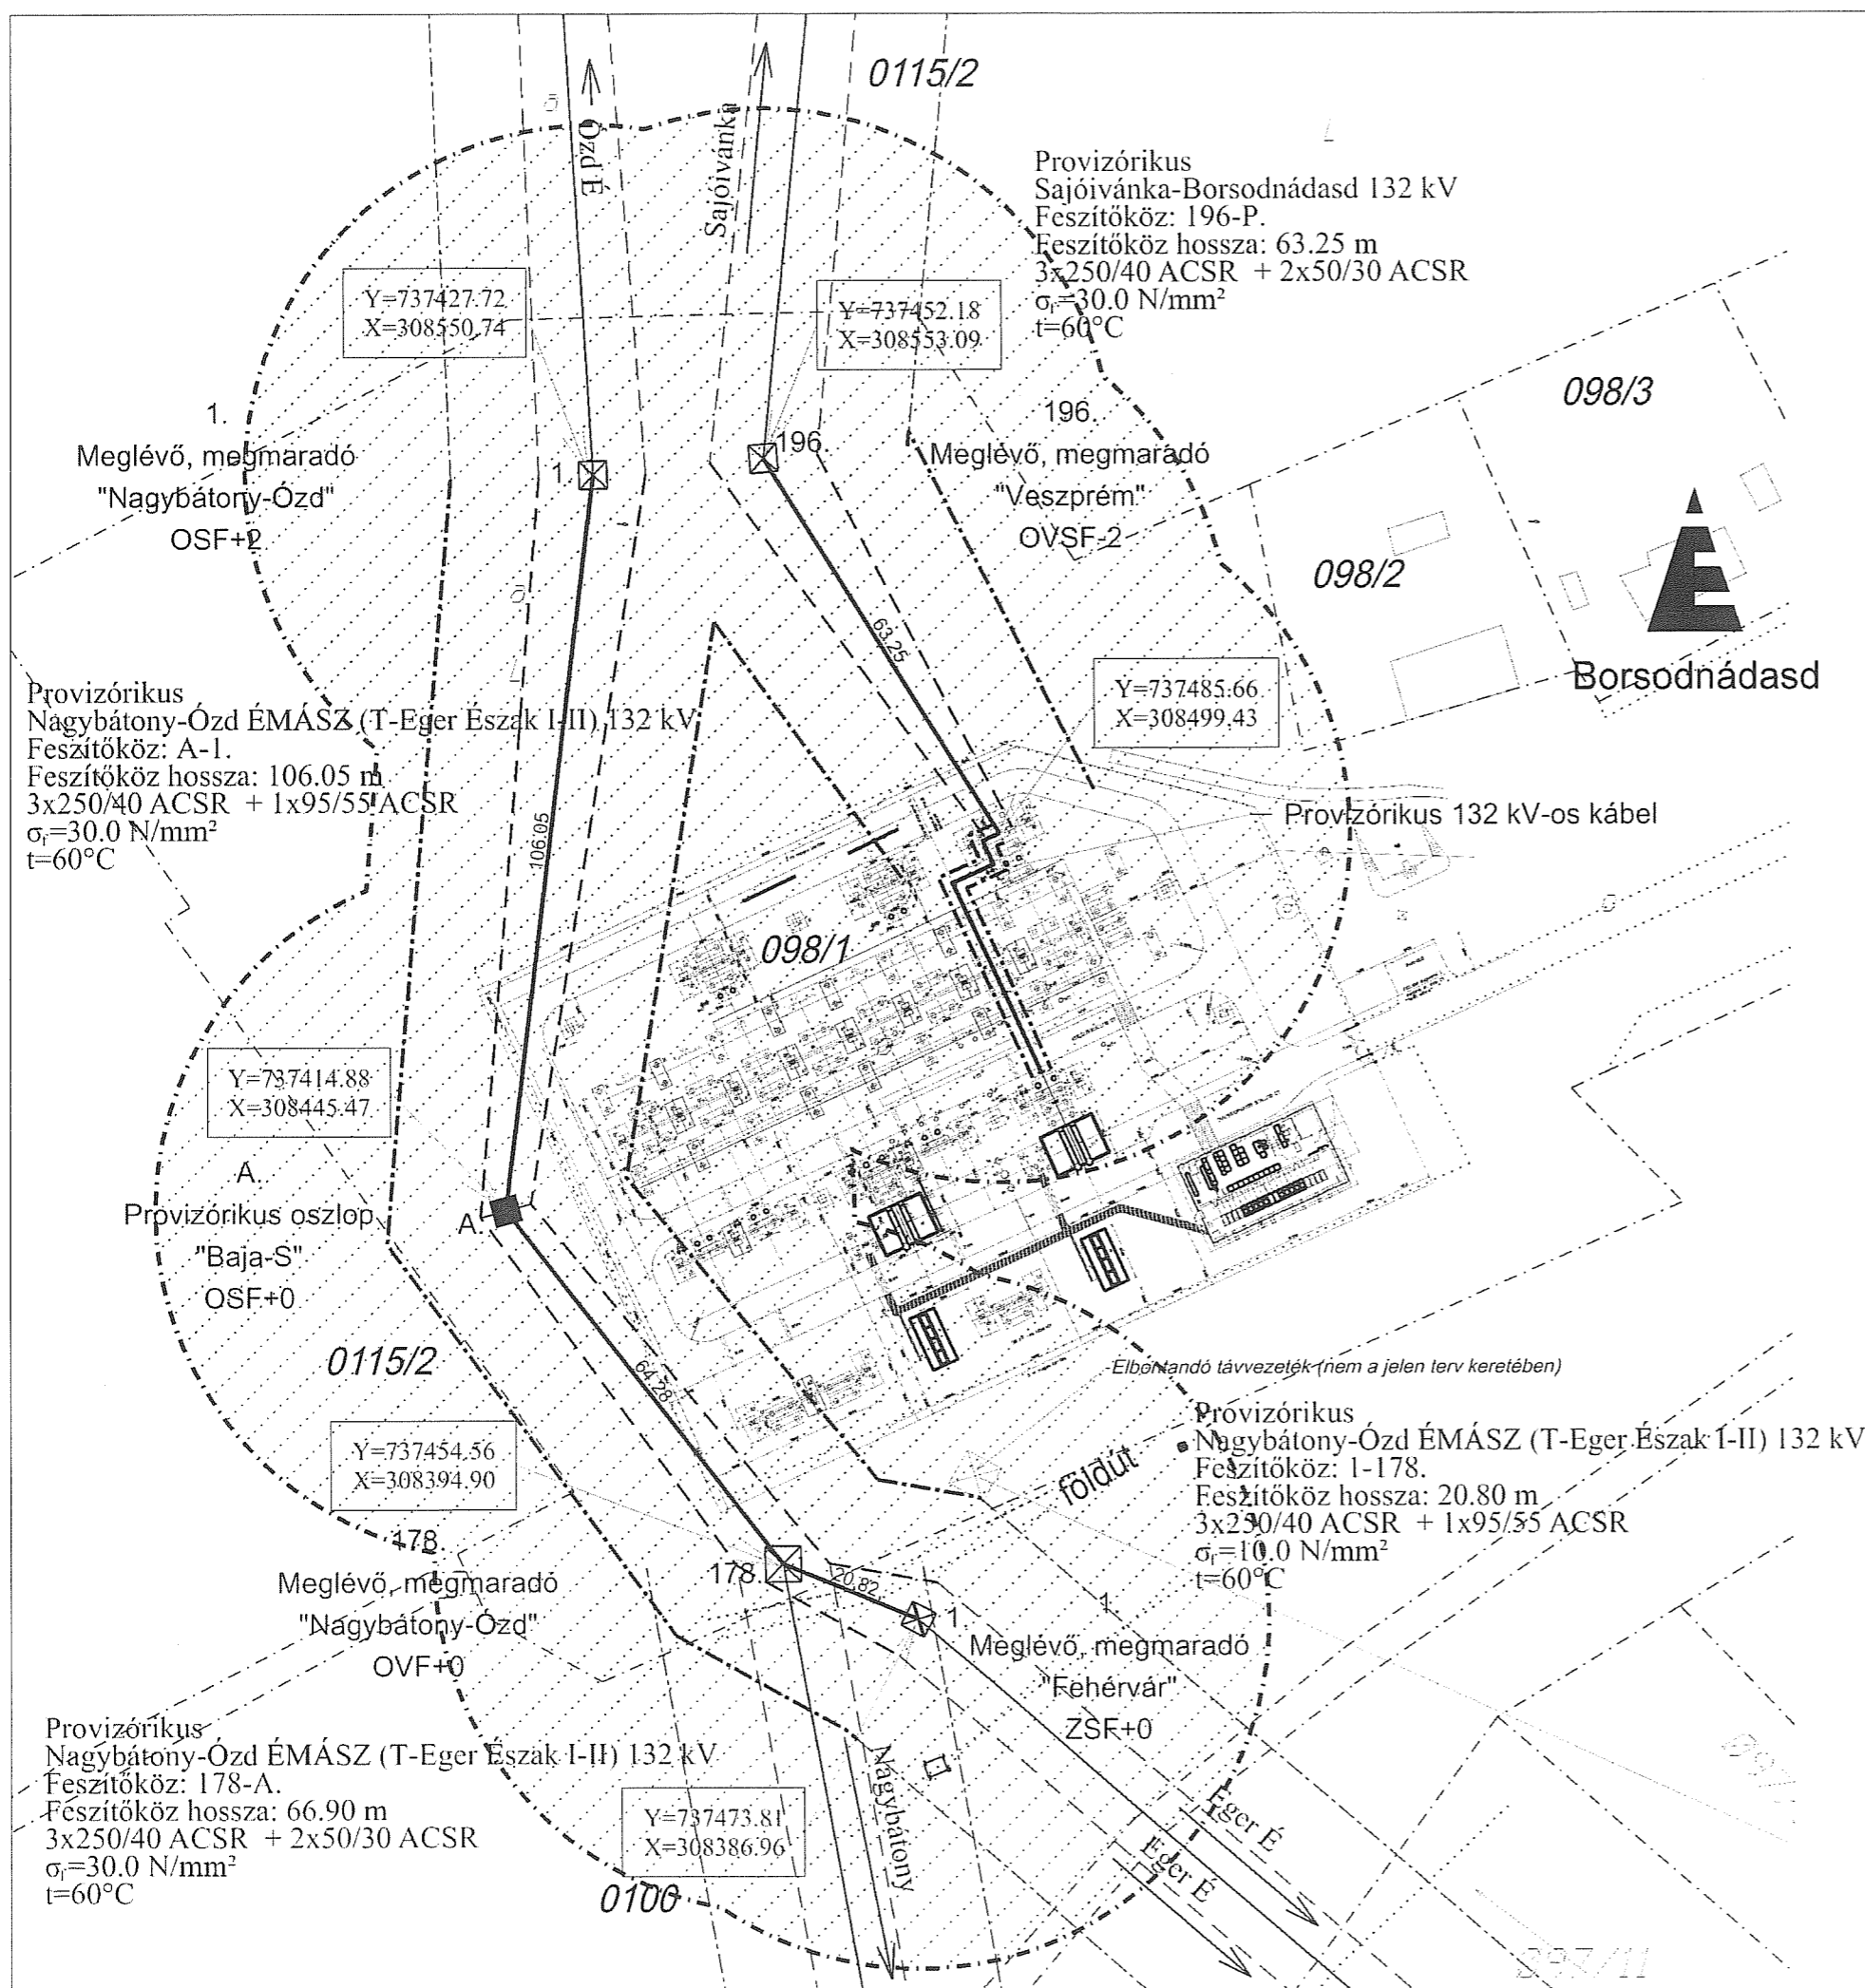 0115/2
Ózd É
Sajóivánka
Provizórikus
Sajóivánka-Borsodnádasd 132 kV
Feszítőköz: 196-P.
Feszítőköz hossza: 63.25 m
3x250/40 ACSR + 2x50/30 ACSR
σᵢ=30.0 N/mm²
t=60°C
Y=737427.72
X=308550.74
Y=737452.18
X=308553.09
098/3
1.
Meglévő, megmaradó
"Nagybátony-Ózd"
OSF+2
1.
196.
196.
Meglévő, megmaradó
"Veszprém"
OVSF-2
098/2
Borsodnádasd
63.25
Y=737485.66
X=308499.43
Provizórikus
Nagybátony-Ózd ÉMÁSZ (T-Eger Észak I-II) 132 kV
Feszítőköz: A-1.
Feszítőköz hossza: 106.05 m
3x250/40 ACSR + 1x95/55 ACSR
σᵢ=30.0 N/mm²
t=60°C
106.05
Provizórikus 132 kV-os kábel
098/1
Y=737414.88
X=308445.47
A.
Provizórikus oszlop
"Baja-S"
OSF+0
A.
0115/2
64.28
Elbontandó távvezeték (nem a jelen terv keretében)
Provizórikus
Nagybátony-Ózd ÉMÁSZ (T-Eger Észak I-II) 132 kV
Feszítőköz: 1-178.
Feszítőköz hossza: 20.80 m
3x250/40 ACSR + 1x95/55 ACSR
σᵢ=10.0 N/mm²
t=60°C
földút
Y=737454.56
X=308394.90
178.
Meglévő, megmaradó
"Nagybátony-Ózd"
OVF+0
178.
20.82
1.
1.
Meglévő, megmaradó
"Fehérvár"
ZSF+0
Provizórikus
Nagybátony-Ózd ÉMÁSZ (T-Eger Észak I-II) 132 kV
Feszítőköz: 178-A.
Feszítőköz hossza: 66.90 m
3x250/40 ACSR + 2x50/30 ACSR
σᵢ=30.0 N/mm²
t=60°C
Y=737473.81
X=308386.96
Nagybátony
Eger É
Eger É
0100